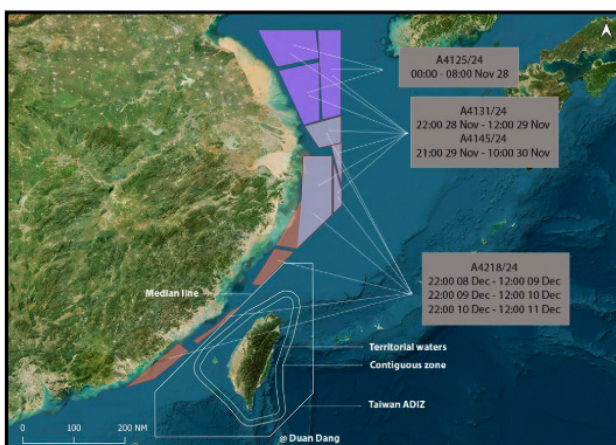 A4125/24
00:00 - 08:00 Nov 28
A4131/24
22:00 28 Nov - 12:00 29 Nov
A4145/24
21:00 29 Nov - 10:00 30 Nov
A4218/24
22:00 08 Dec - 12:00 09 Dec
22:00 09 Dec - 12:00 10 Dec
22:00 10 Dec - 12:00 11 Dec
Median line
Territorial waters
Contiguous zone
Taiwan ADIZ
0 100 200 NM
@ Duan Dang